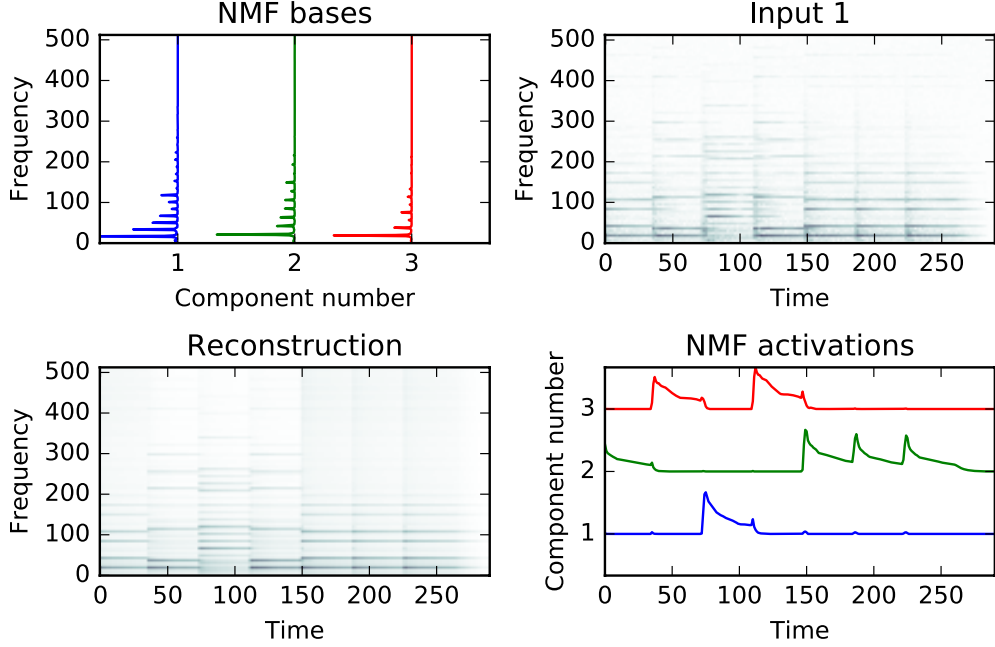 NMF bases
Frequency
500
400
300
200
100
0
1 2 3
Component number
Input 1
Frequency
500
400
300
200
100
0
0 50 100 150 200 250
Time
Reconstruction
Frequency
500
400
300
200
100
0
0 50 100 150 200 250
Time
NMF activations
Component number
3
2
1
0 50 100 150 200 250
Time